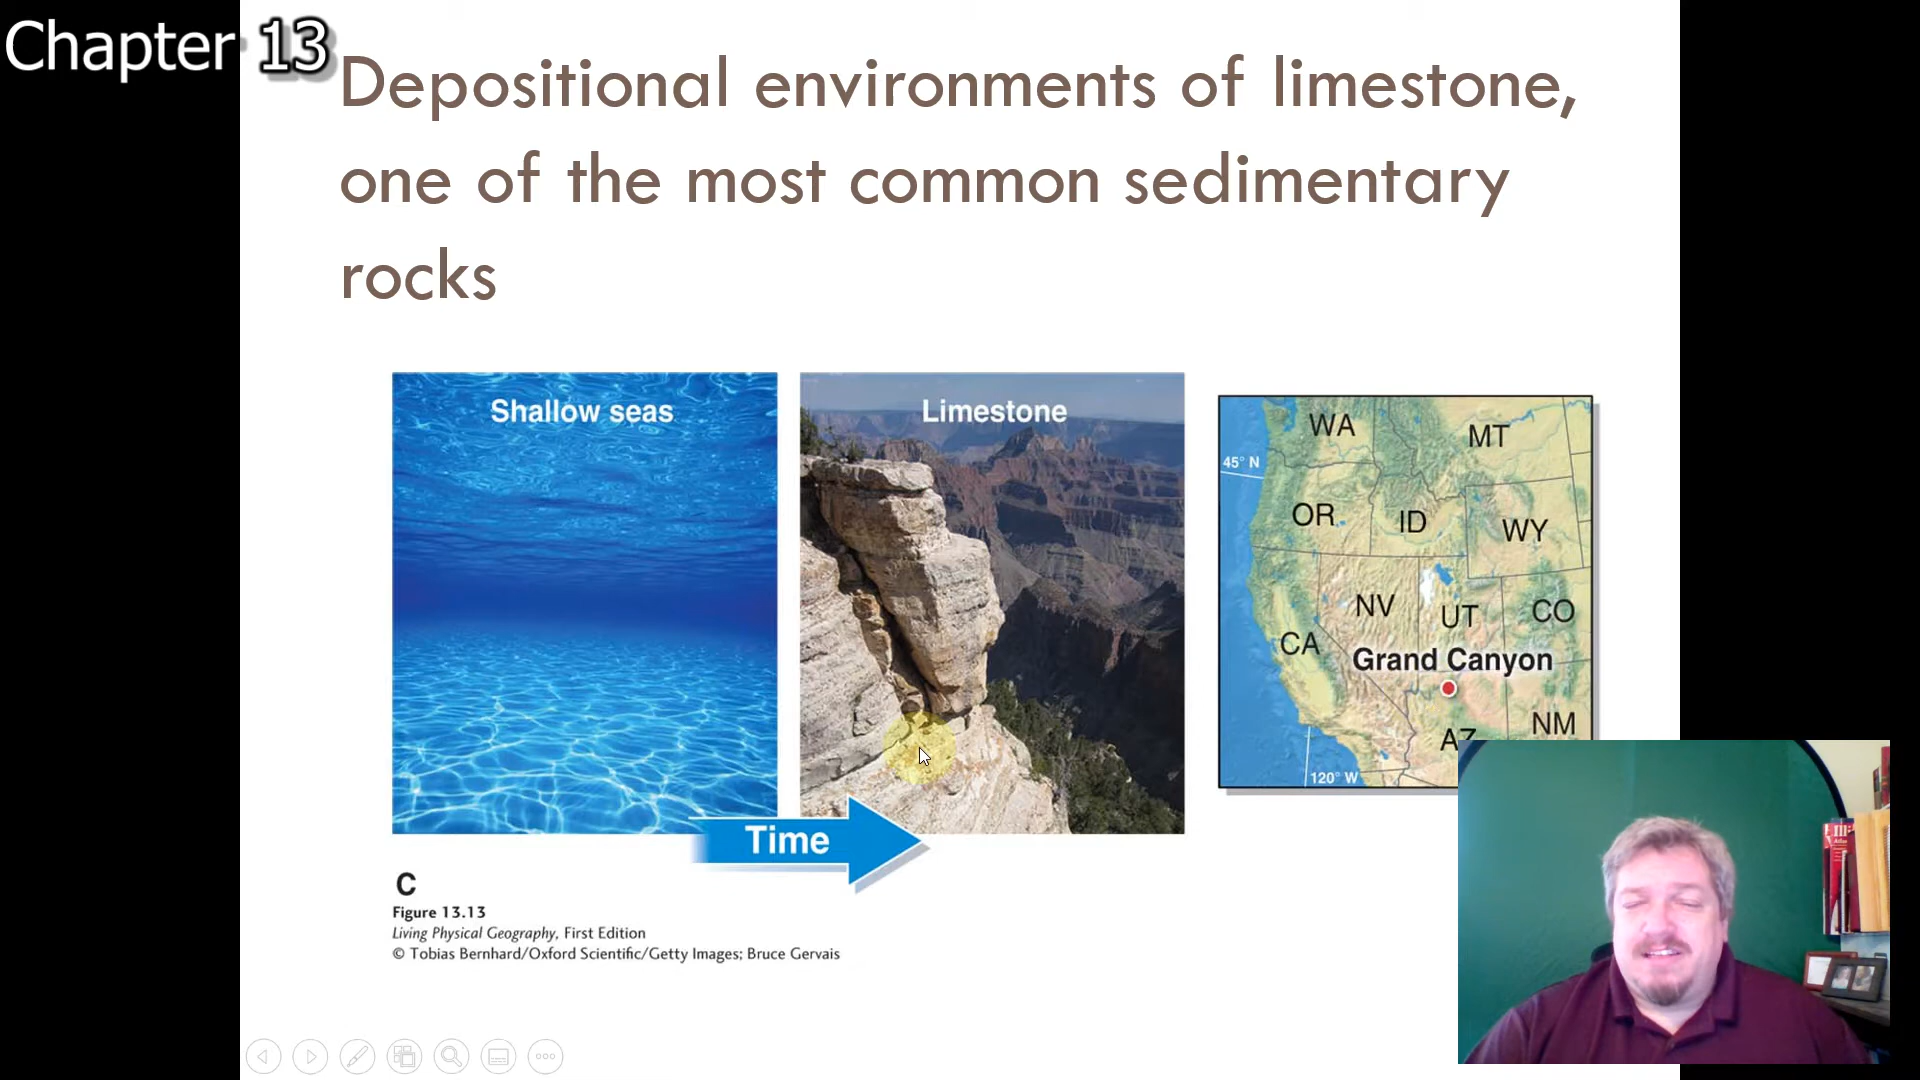 Chapter 13
Depositional environments of limestone,
one of the most common sedimentary
rocks
Shallow seas
Limestone
Time
WA
MT
45° N
OR
ID
WY
NV
UT
CO
CA
Grand Canyon
NM
AZ
120° W
C
Figure 13.13
Living Physical Geography, First Edition
© Tobias Bernhard/Oxford Scientific/Getty Images; Bruce Gervais